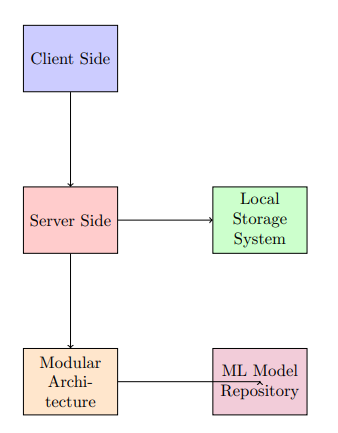 Client Side
Server Side
Local
Storage
System
Modular
Archi-
tecture
ML Model
Repository